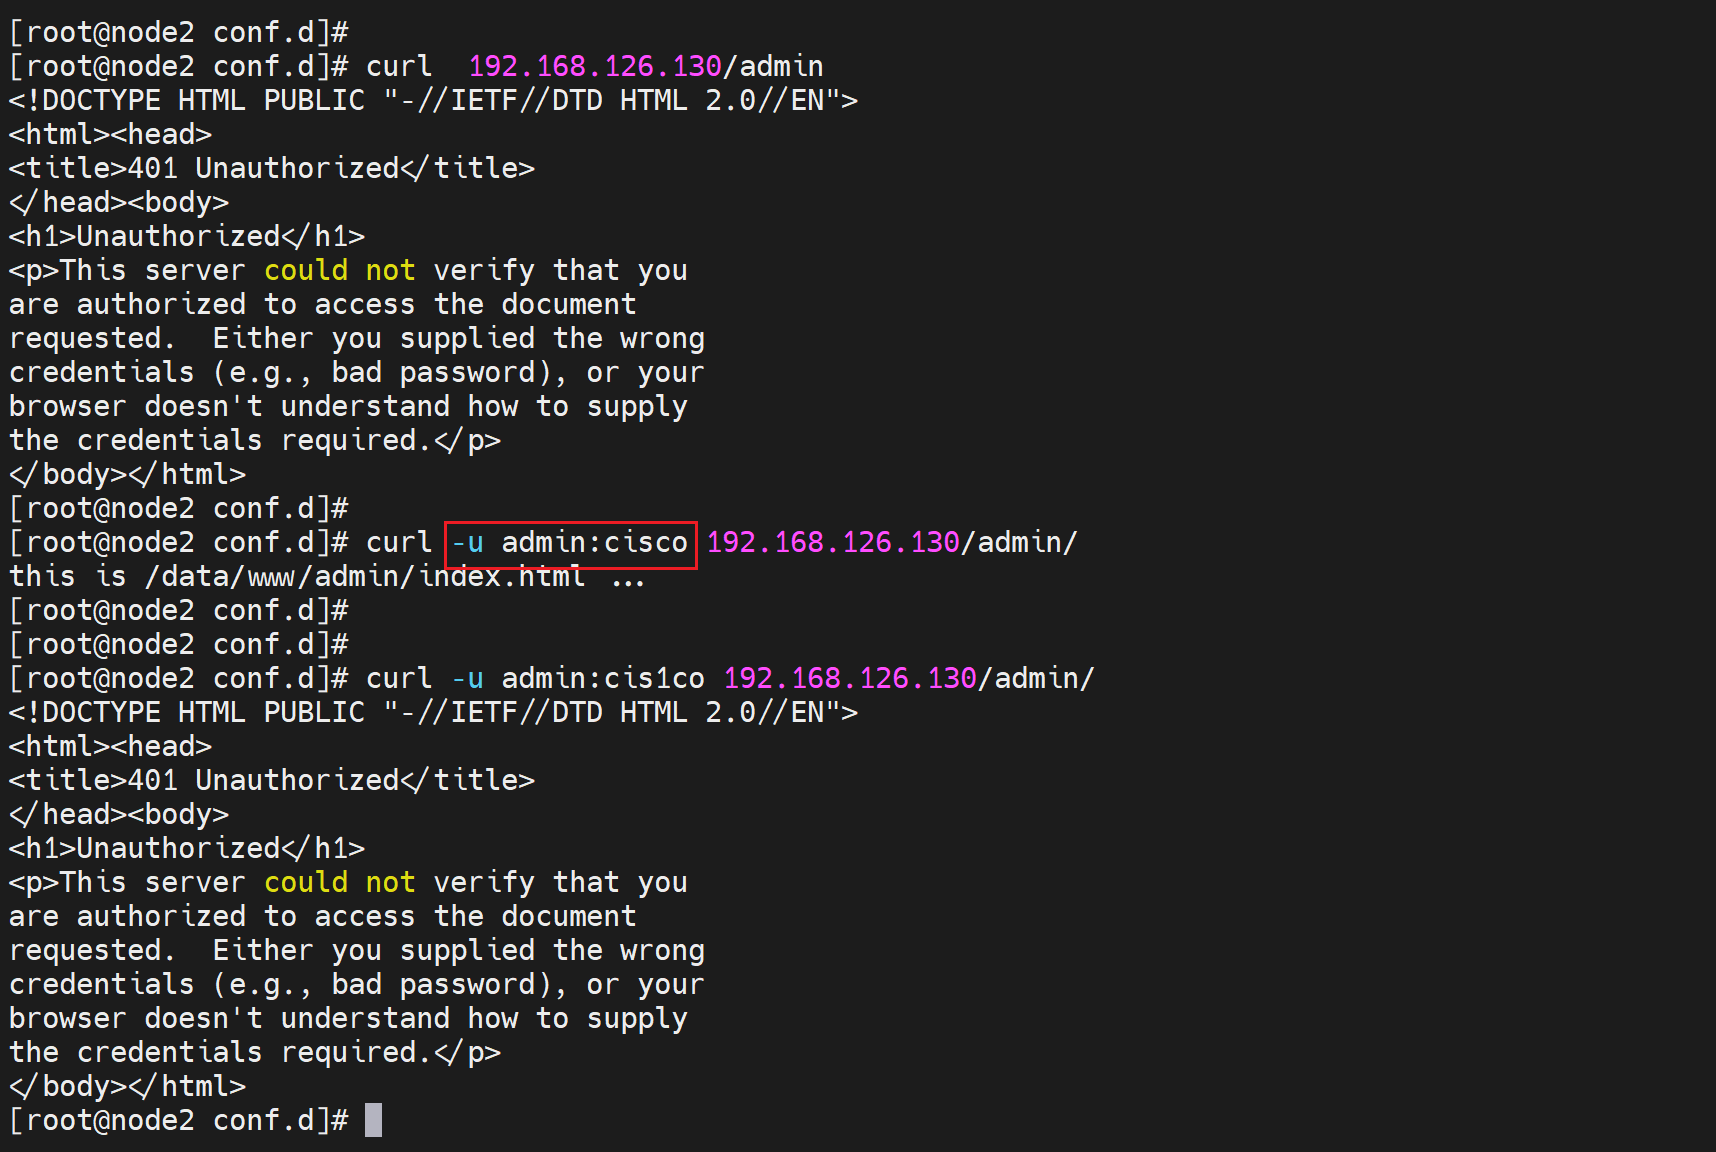 [root@node2 conf.d]#
[root@node2 conf.d]# curl  192.168.126.130/admin
<!DOCTYPE HTML PUBLIC "-//IETF//DTD HTML 2.0//EN">
<html><head>
<title>401 Unauthorized</title>
</head><body>
<h1>Unauthorized</h1>
<p>This server could not verify that you
are authorized to access the document
requested.  Either you supplied the wrong
credentials (e.g., bad password), or your
browser doesn't understand how to supply
the credentials required.</p>
</body></html>
[root@node2 conf.d]#
[root@node2 conf.d]# curl -u admin:cisco 192.168.126.130/admin/
this is /data/www/admin/index.html ...
[root@node2 conf.d]#
[root@node2 conf.d]#
[root@node2 conf.d]# curl -u admin:cis1co 192.168.126.130/admin/
<!DOCTYPE HTML PUBLIC "-//IETF//DTD HTML 2.0//EN">
<html><head>
<title>401 Unauthorized</title>
</head><body>
<h1>Unauthorized</h1>
<p>This server could not verify that you
are authorized to access the document
requested.  Either you supplied the wrong
credentials (e.g., bad password), or your
browser doesn't understand how to supply
the credentials required.</p>
</body></html>
[root@node2 conf.d]#